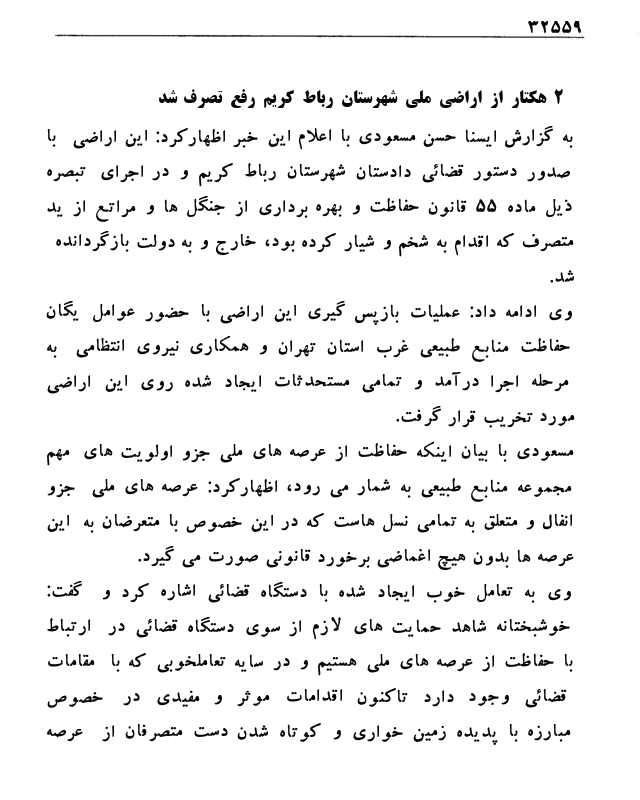 ۳۲۵۵۹
۲ هکتار از اراضی ملی شهرستان رباط کریم رفع تصرف شد
به گزارش ایسنا حسن مسعودی با اعلام این خبر اظهارکرد: این اراضی با
صدور دستور قضائی دادستان شهرستان رباط کریم و در اجرای تبصره
ذیل ماده ۵۵ قانون حفاظت و بهره برداری از جنگل ها و مراتع از ید
متصرف که اقدام به شخم و شیار کرده بود، خارج و به دولت بازگردانده
شد.
وی ادامه داد: عملیات بازپس گیری این اراضی با حضور عوامل یگان
حفاظت منابع طبیعی غرب استان تهران و همکاری نیروی انتظامی به
مرحله اجرا درآمد و تمامی مستحدثات ایجاد شده روی این اراضی
مورد تخریب قرار گرفت.
مسعودی با بیان اینکه حفاظت از عرصه های ملی جزو اولویت های مهم
مجموعه منابع طبیعی به شمار می رود، اظهارکرد: عرصه های ملی جزو
انفال و متعلق به تمامی نسل هاست که در این خصوص با متعرضان به این
عرصه ها بدون هیچ اغماضی برخورد قانونی صورت می گیرد.
وی به تعامل خوب ایجاد شده با دستگاه قضائی اشاره کرد و گفت:
خوشبختانه شاهد حمایت های لازم از سوی دستگاه قضائی در ارتباط
با حفاظت از عرصه های ملی هستیم و در سایه تعاملخوبی که با مقامات
قضائی وجود دارد تاکنون اقدامات موثر و مفیدی در خصوص
مبارزه با پدیده زمین خواری و کوتاه شدن دست متصرفان از عرصه